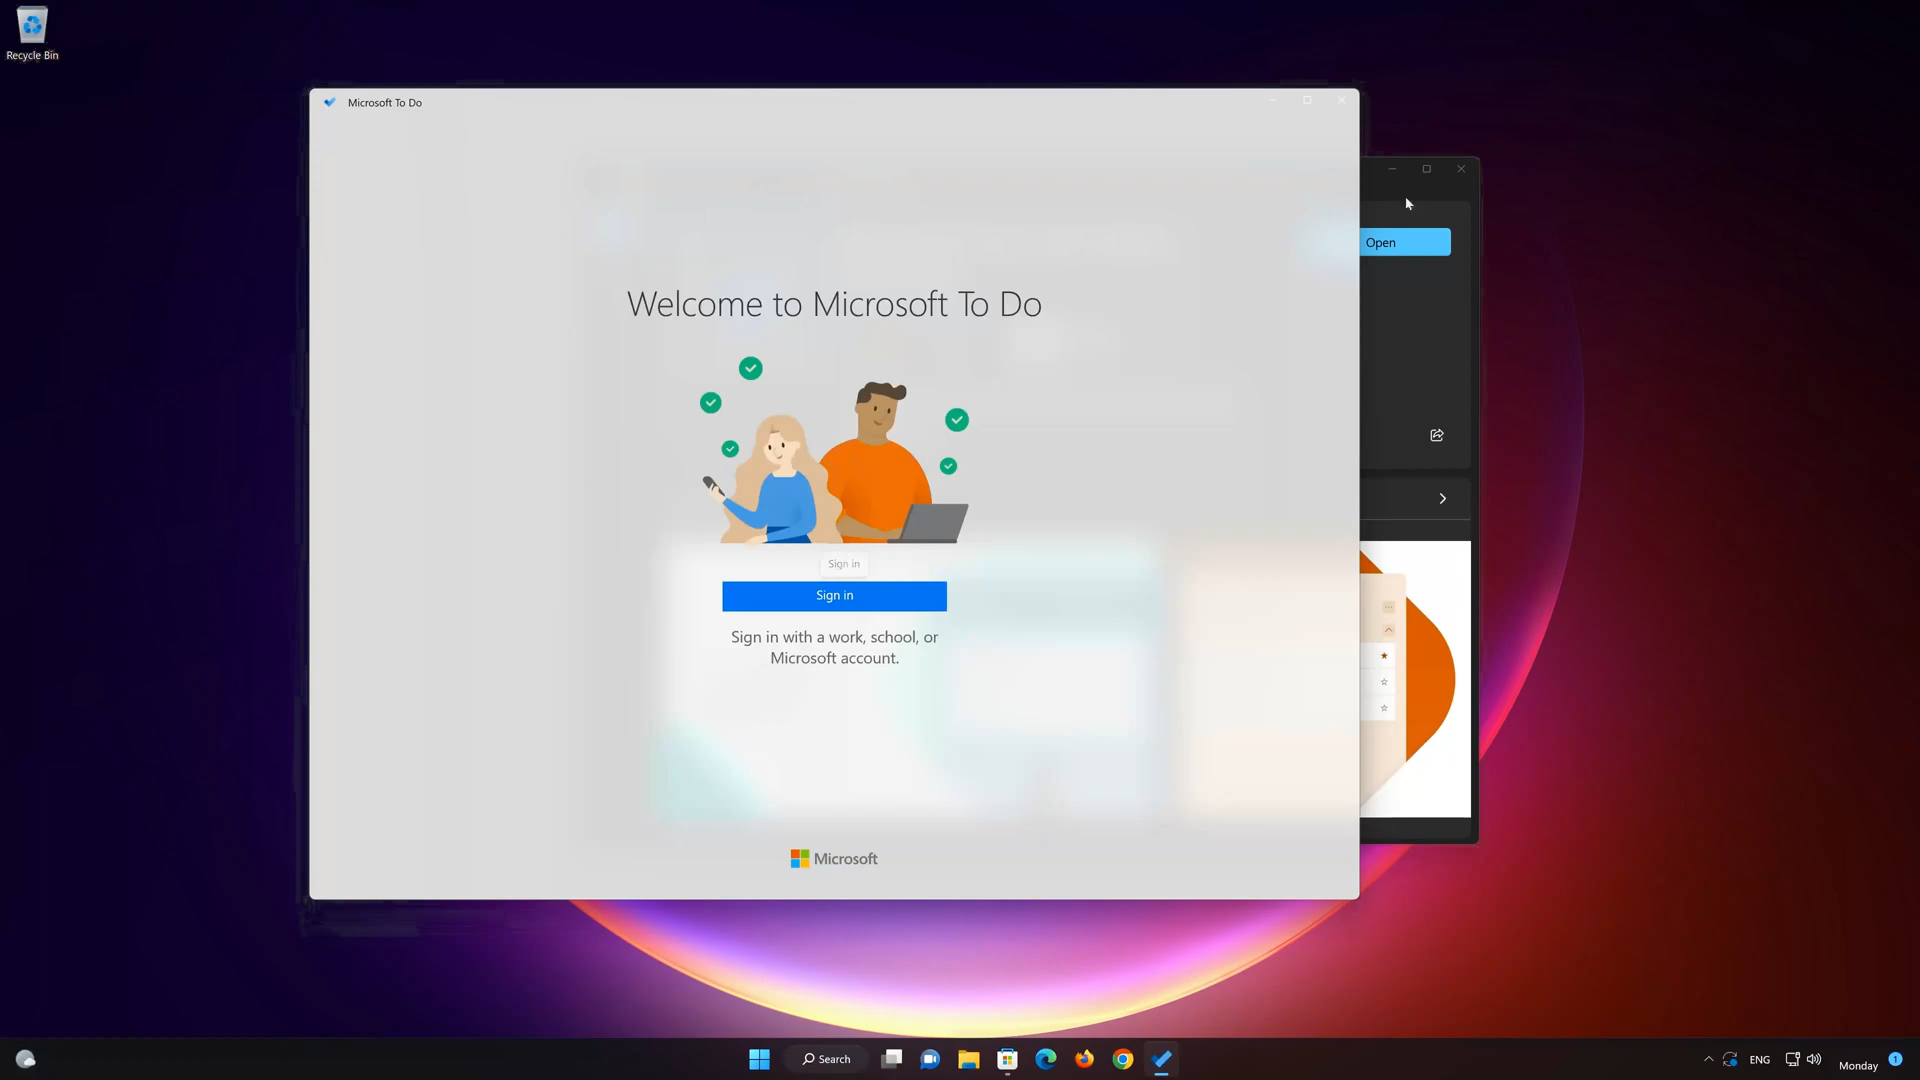 Recycle Bin
Microsoft To Do
Open
Welcome to Microsoft To Do
Sign in
Sign in
Sign in with a work, school, or
Microsoft account.
Microsoft
Search
ENG
Monday
1